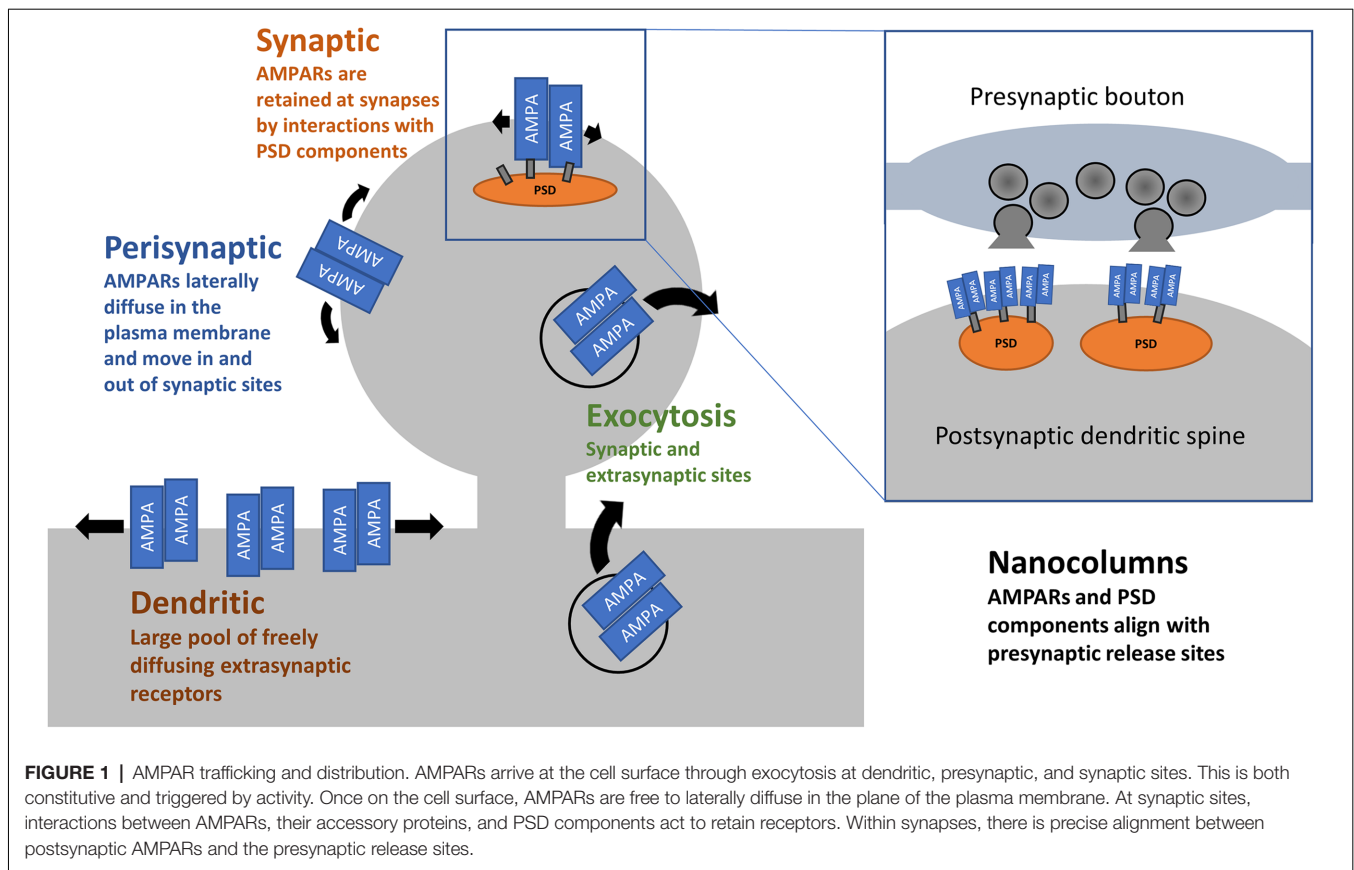 Synaptic
AMPARs are
retained at synapses
by interactions with
PSD components
AMPA
AMPA
PSD
Perisynaptic
AMPARs laterally
diffuse in the
plasma membrane
and move in and
out of synaptic sites
AMPA
AMPA
AMPA
AMPA
Exocytosis
Synaptic and
extrasynaptic sites
AMPA
AMPA
AMPA
AMPA
AMPA
AMPA
Dendritic
Large pool of freely
diffusing extrasynaptic
receptors
AMPA
AMPA
Presynaptic bouton
AMPA
AMPA
AMPA
AMPA
AMPA
AMPA
AMPA
AMPA
AMPA
AMPA
PSD
PSD
Postsynaptic dendritic spine
Nanocolumns
AMPARs and PSD
components align with
presynaptic release sites
FIGURE 1 | AMPAR trafficking and distribution. AMPARs arrive at the cell surface through exocytosis at dendritic, presynaptic, and synaptic sites. This is both
constitutive and triggered by activity. Once on the cell surface, AMPARs are free to laterally diffuse in the plane of the plasma membrane. At synaptic sites,
interactions between AMPARs, their accessory proteins, and PSD components act to retain receptors. Within synapses, there is precise alignment between
postsynaptic AMPARs and the presynaptic release sites.